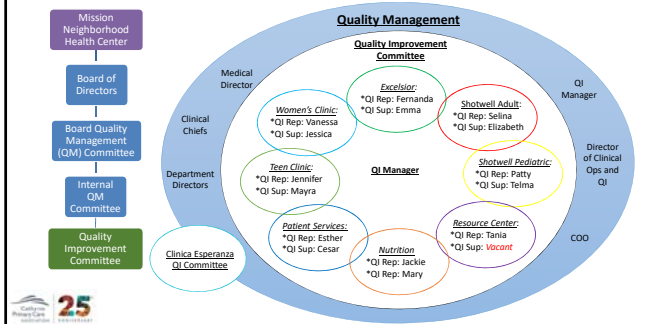 Mission
Neighborhood
Health Center
Board of
Directors
Board Quality
Management
(QM) Committee
Internal
QM
Committee
Quality
Improvement
Committee
Quality Management
Quality Improvement
Committee
Medical
Director
Clinical
Chiefs
Department
Directors
QI
Manager
Director
of Clinical
Ops and
QI
COO
Excelsior:
*QI Rep: Fernanda
*QI Sup: Emma
Women's Clinic:
*QI Rep: Vanessa
*QI Sup: Jessica
Shotwell Adult:
*QI Rep: Selina
*QI Sup: Elizabeth
Teen Clinic:
*QI Rep: Jennifer
*QI Sup: Mayra
QI Manager
Shotwell Pediatric:
*QI Rep: Patty
*QI Sup: Telma
Patient Services:
*QI Rep: Esther
*QI Sup: Cesar
Resource Center:
*QI Rep: Tania
*QI Sup: Vacant
Nutrition
*QI Rep: Jackie
*QI Rep: Mary
Clinica Esperanza
QI Committee
California
Primary Care
25